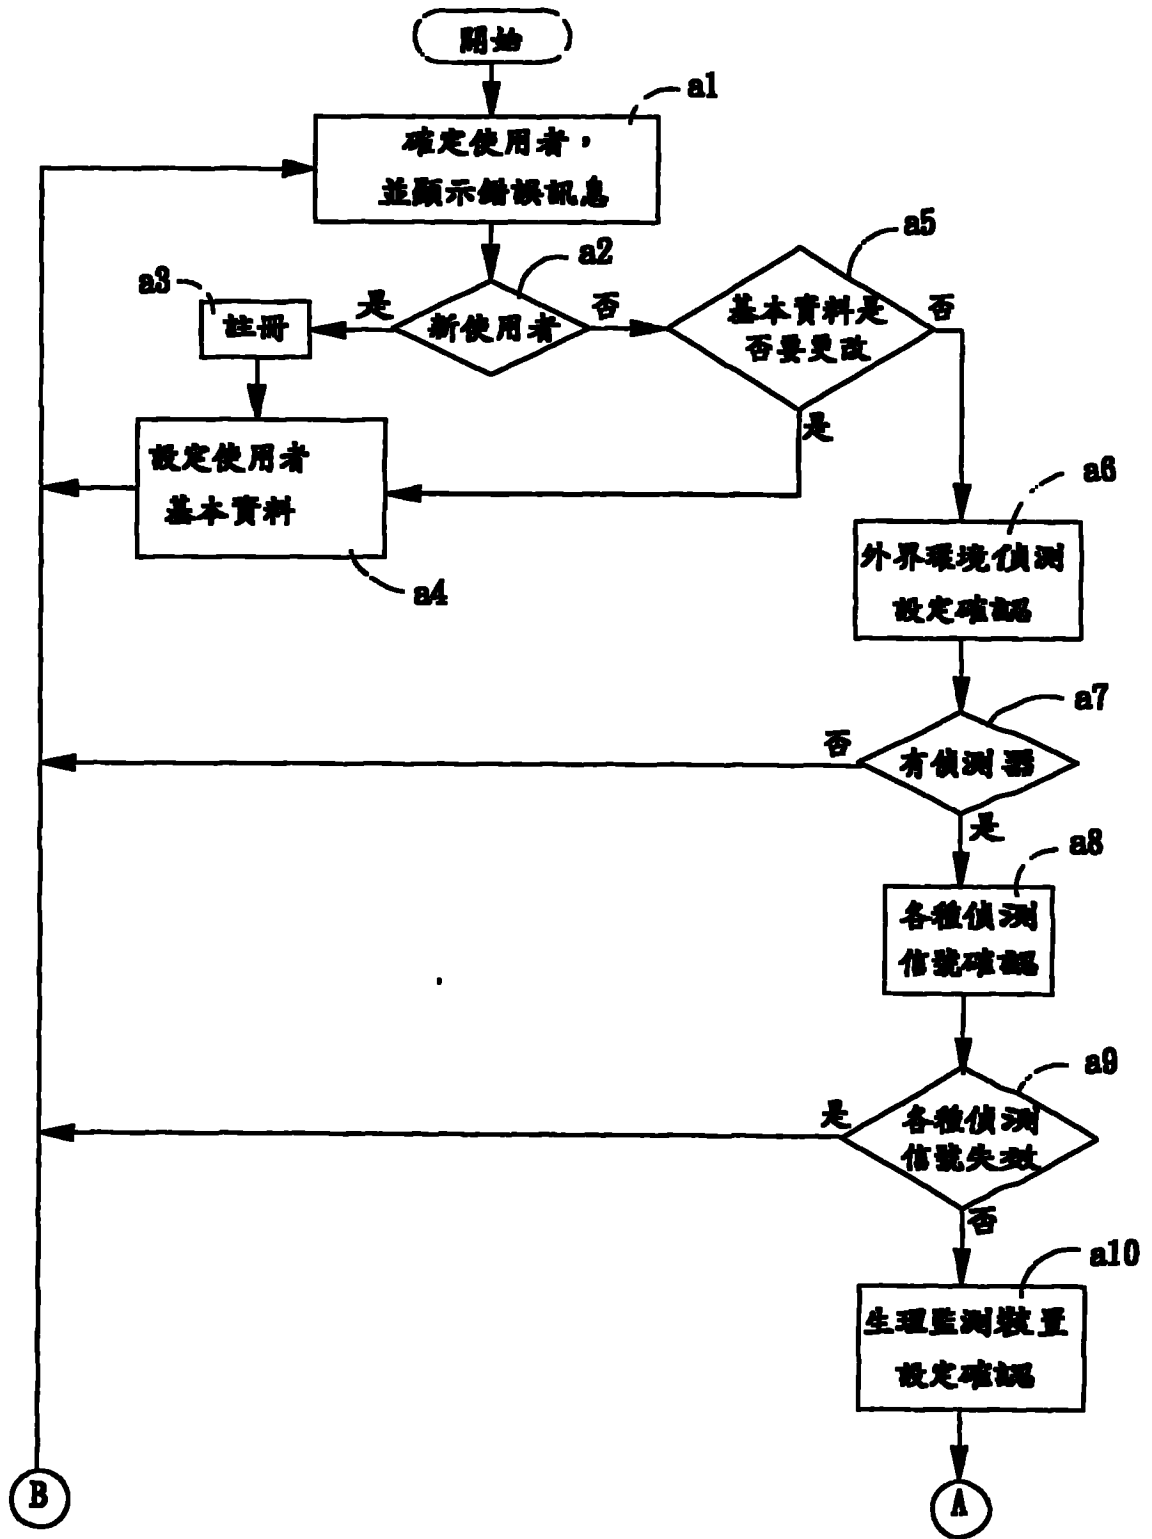 開始
a1
確定使用者，
並顯示錯誤訊息
a2
a3
是
新使用者
否
a5
基本資料是
否要更改
否
是
註冊
設定使用者
基本資料
a4
a6
外界環境偵測
設定確認
a7
否
有偵測器
是
a8
各種偵測
信號確認
a9
是
各種偵測
信號失效
否
a10
生理監測裝置
設定確認
B
A